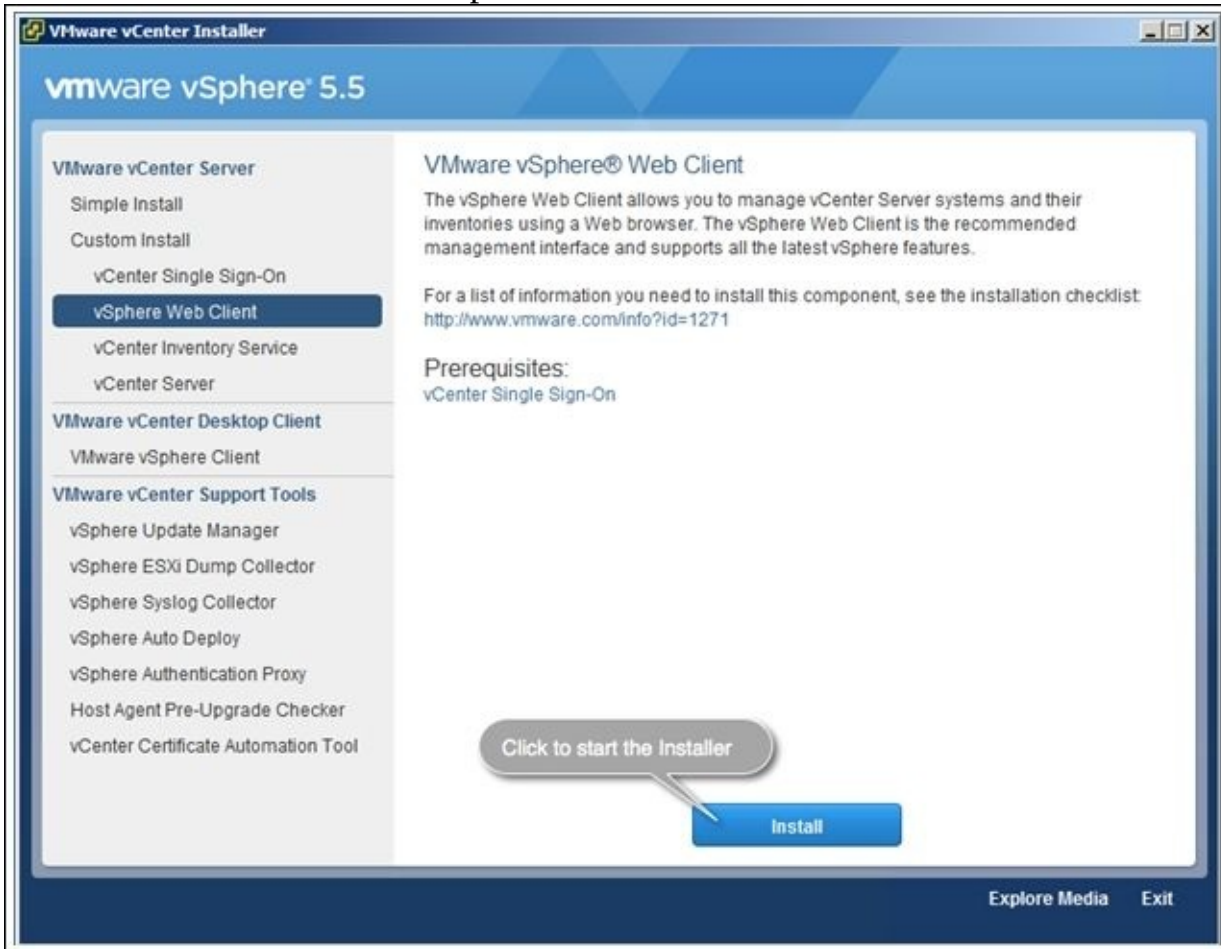 VMware vCenter Installer
vmware vSphere® 5.5
VMware vCenter Server
Simple Install
Custom Install
vCenter Single Sign-On
vSphere Web Client
vCenter Inventory Service
vCenter Server
VMware vCenter Desktop Client
VMware vSphere Client
VMware vCenter Support Tools
vSphere Update Manager
vSphere ESXi Dump Collector
vSphere Syslog Collector
vSphere Auto Deploy
vSphere Authentication Proxy
Host Agent Pre-Upgrade Checker
vCenter Certificate Automation Tool
VMware vSphere® Web Client
The vSphere Web Client allows you to manage vCenter Server systems and their
inventories using a Web browser. The vSphere Web Client is the recommended
management interface and supports all the latest vSphere features.
For a list of information you need to install this component, see the installation checklist:
http://www.vmware.com/info?id=1271
Prerequisites:
vCenter Single Sign-On
Click to start the Installer
Install
Explore Media Exit